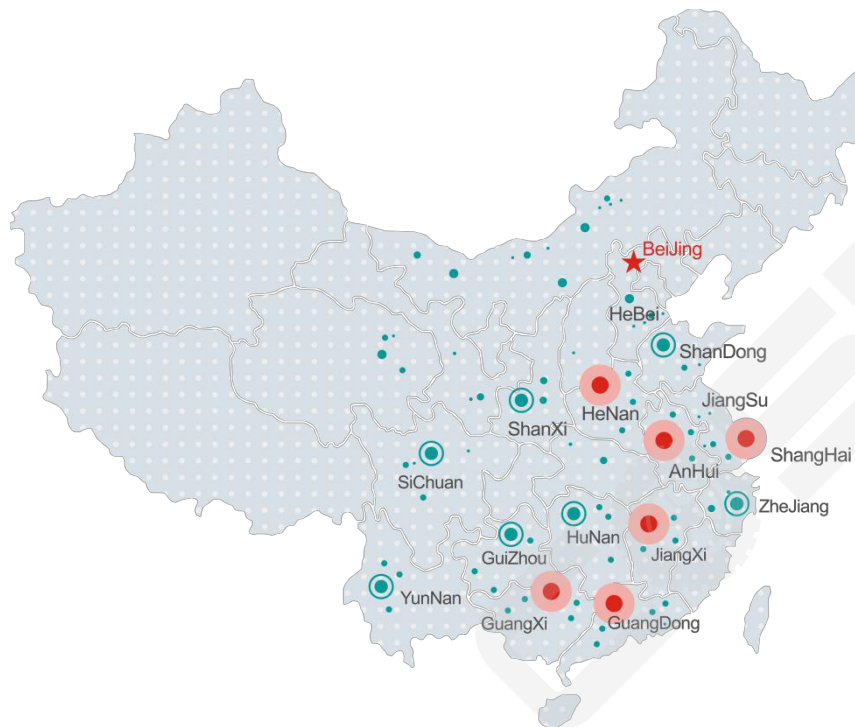 BeiJing
HeBei
ShanDong
JiangSu
HeNan
ShanXi
ShangHai
AnHui
SiChuan
ZheJiang
HuNan
JiangXi
GuiZhou
YunNan
GuangXi
GuangDong